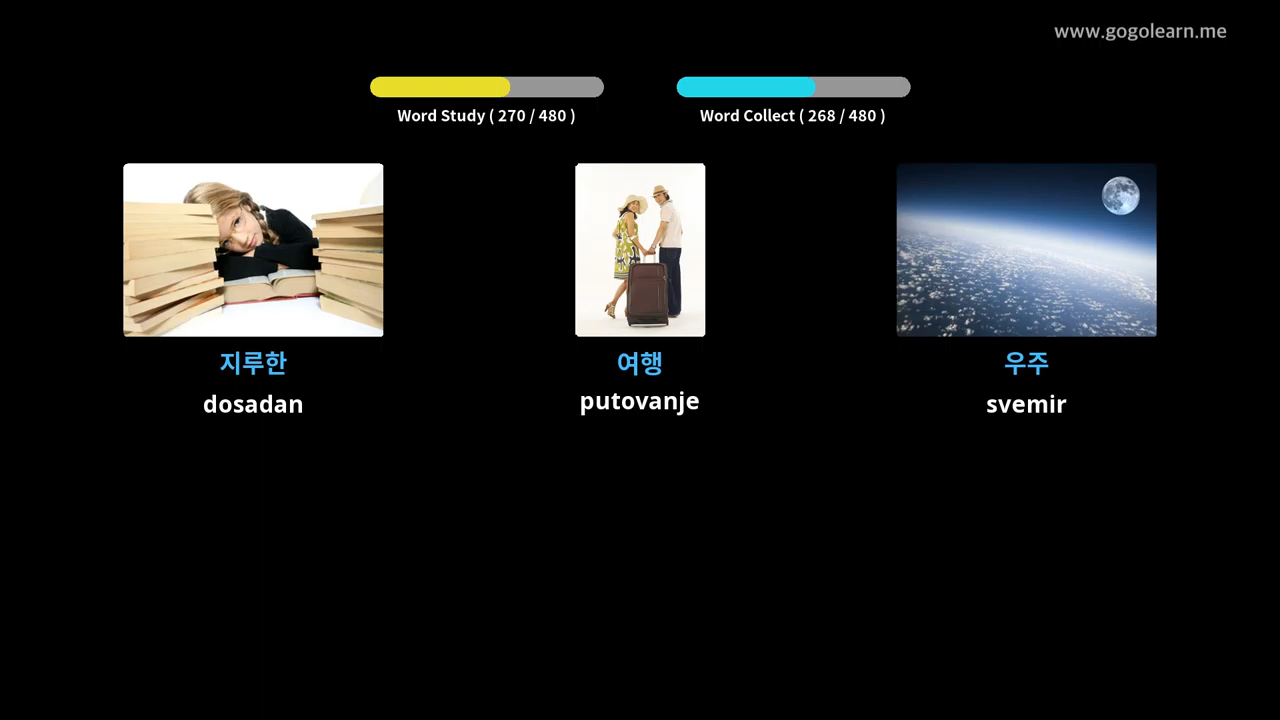 www.gogolearn.me
Word Study ( 270 / 480 )
Word Collect ( 268 / 480 )
지루한
여행
우주
dosadan
putovanje
svemir